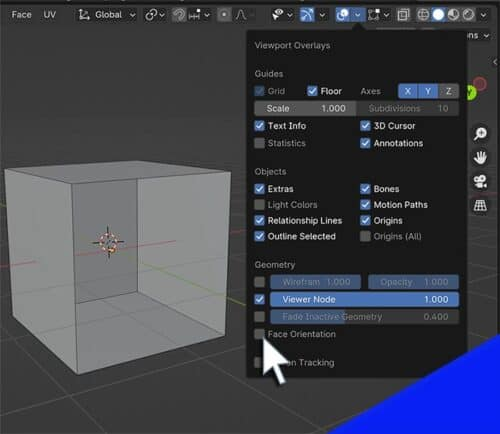 Face UV Global
ons
Viewport Overlays
Guides
Grid Floor Axes X Y Z
Scale 1.000 Subdivisions 10
Text Info 3D Cursor
Statistics Annotations
Objects
Extras Bones
Light Colors Motion Paths
Relationship Lines Origins
Outline Selected Origins (All)
Geometry
Wirefram 1.000 Opacity 1.000
Viewer Node 1.000
Fade Inactive Geometry 0.400
Face Orientation
Tracking